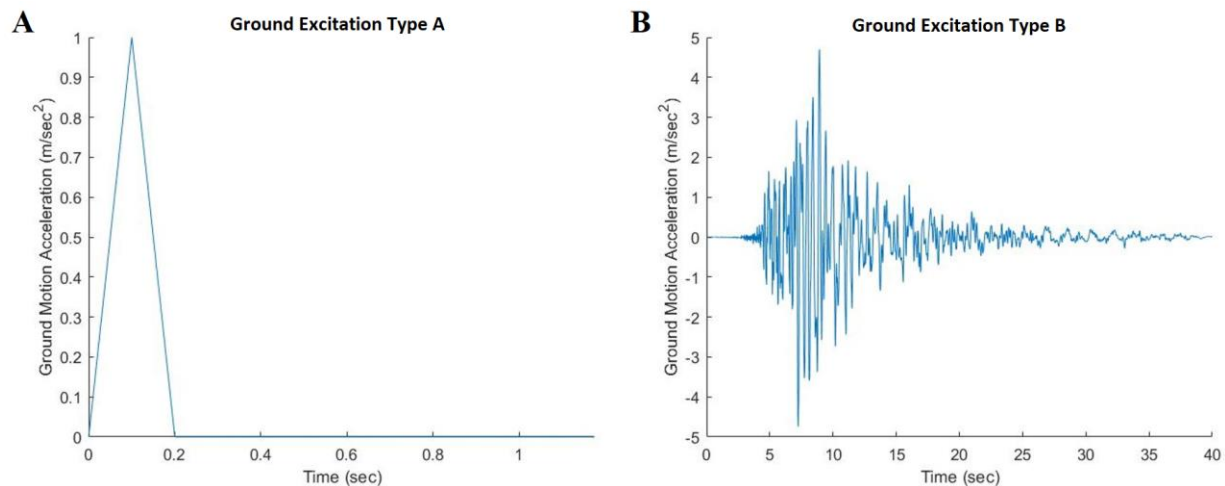 A
Ground Excitation Type A
1
0.9
0.8
0.7
0.6
0.5
0.4
0.3
0.2
0.1
0
Ground Motion Acceleration (m/sec²)
0 0.2 0.4 0.6 0.8 1
Time (sec)
B
Ground Excitation Type B
5
4
3
2
1
0
-1
-2
-3
-4
-5
Ground Motion Acceleration (m/sec²)
0 5 10 15 20 25 30 35 40
Time (sec)